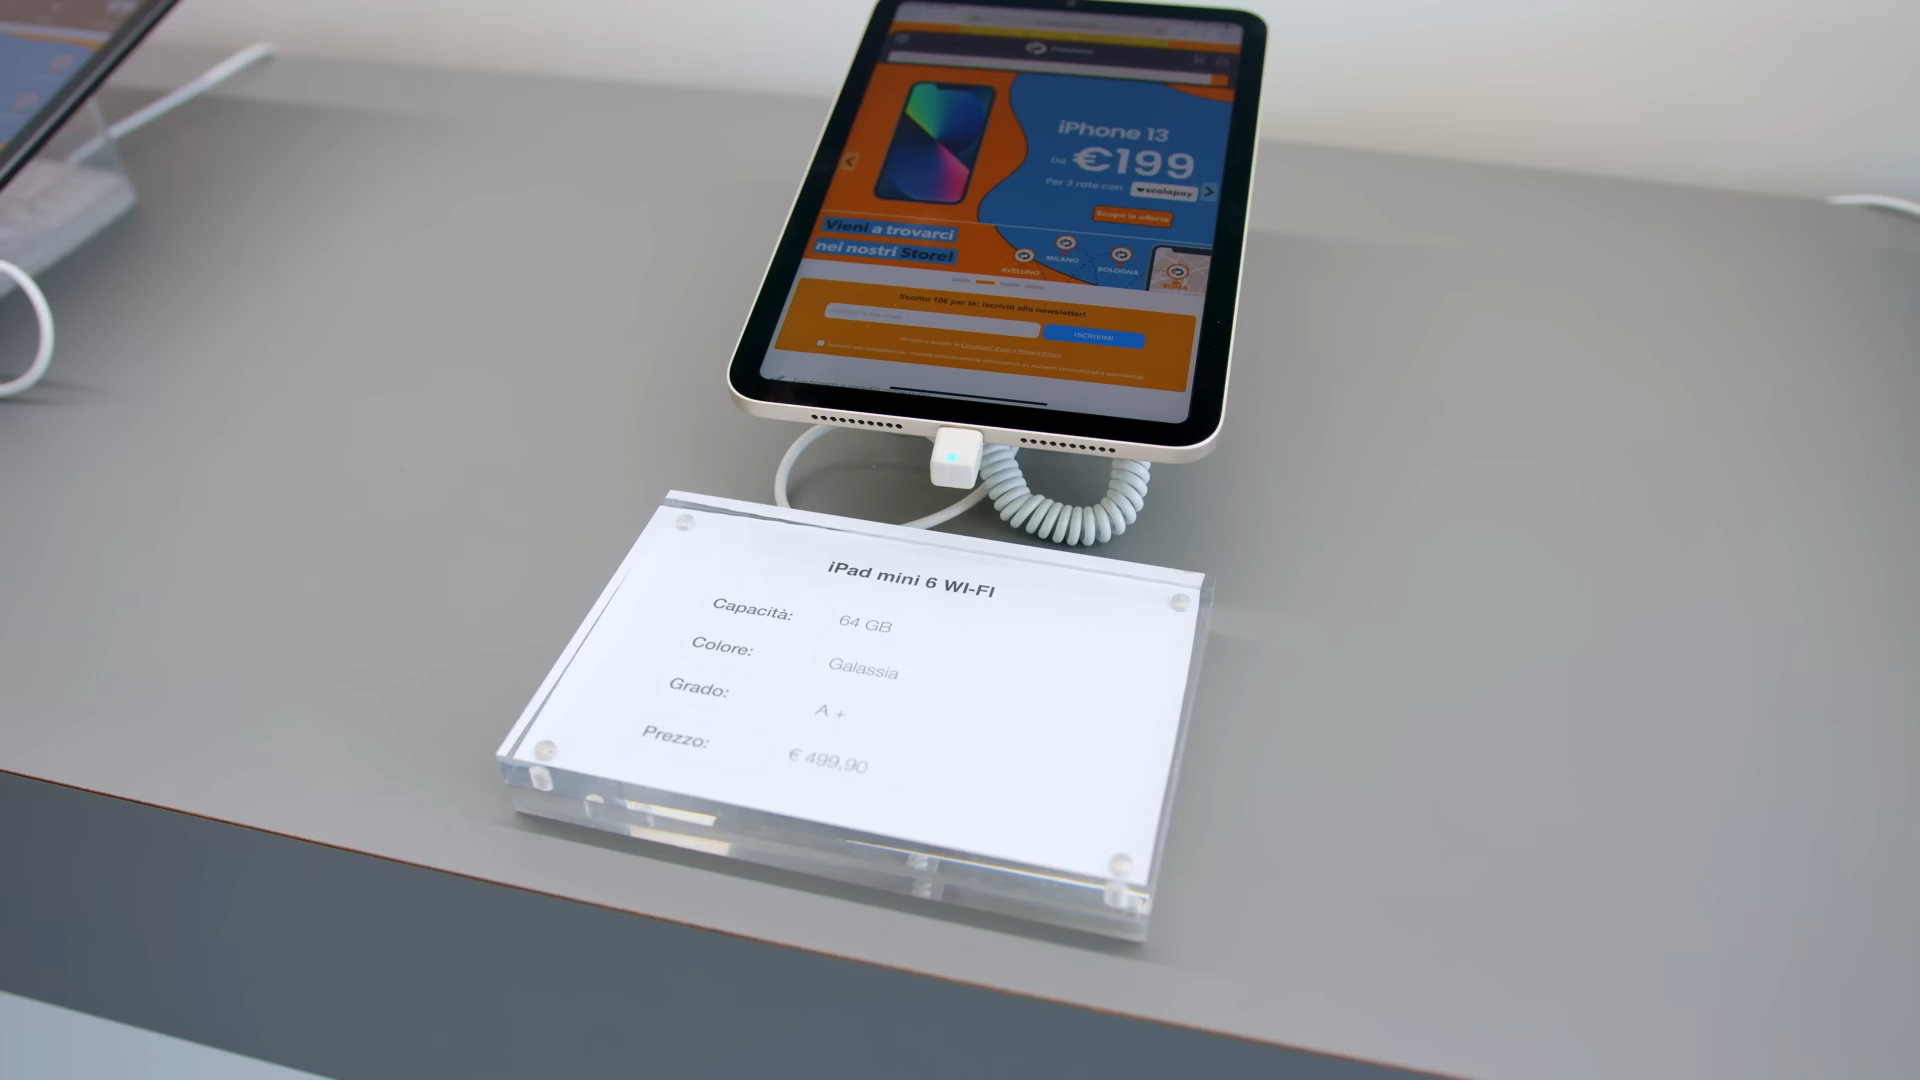 iPhone 13
Da €199
Per 3 rate con scalapay
Scopri le offerte
Vieni a trovarci
nei nostri Store!
AVELLINO
MILANO
BOLOGNA
ROMA
Sconto 10€ per te: iscriviti alla newsletter!
ISCRIVIMI
iPad mini 6 WI-FI
Capacità: 64 GB
Colore: Galassia
Grado: A +
Prezzo: € 499,90